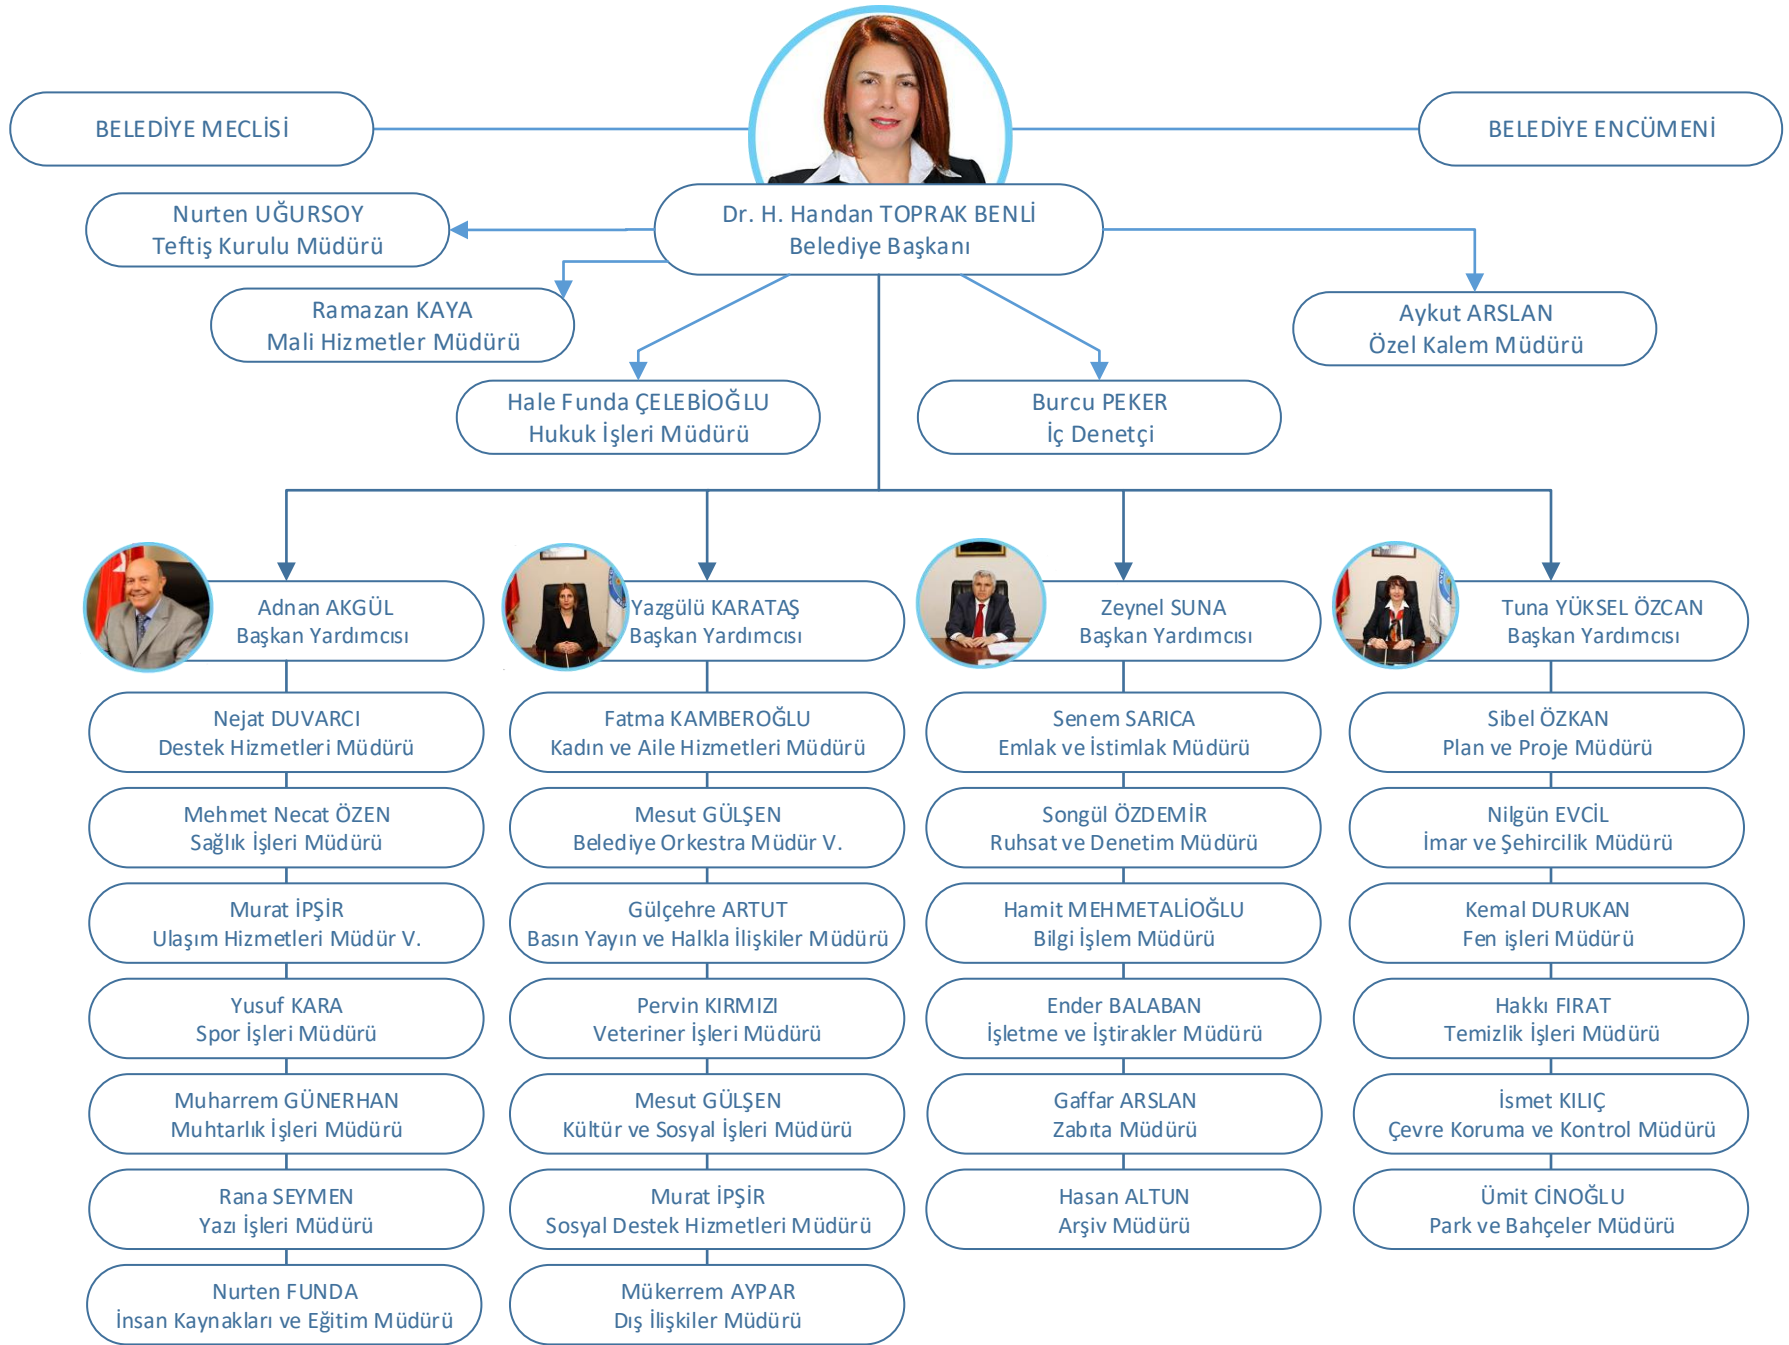 BELEDİYE MECLİSİ
BELEDİYE ENCÜMENİ
Dr. H. Handan TOPRAK BENLİ
Belediye Başkanı
Nurten UĞURSOY
Teftiş Kurulu Müdürü
Ramazan KAYA
Mali Hizmetler Müdürü
Aykut ARSLAN
Özel Kalem Müdürü
Hale Funda ÇELEBİOĞLU
Hukuk İşleri Müdürü
Burcu PEKER
İç Denetçi
Adnan AKGÜL
Başkan Yardımcısı
Nejat DUVARCI
Destek Hizmetleri Müdürü
Mehmet Necat ÖZEN
Sağlık İşleri Müdürü
Murat İPŞİR
Ulaşım Hizmetleri Müdür V.
Yusuf KARA
Spor İşleri Müdürü
Muharrem GÜNERHAN
Muhtarlık İşleri Müdürü
Rana SEYMEN
Yazı İşleri Müdürü
Nurten FUNDA
İnsan Kaynakları ve Eğitim Müdürü
Yazgülü KARATAŞ
Başkan Yardımcısı
Fatma KAMBEROĞLU
Kadın ve Aile Hizmetleri Müdürü
Mesut GÜLŞEN
Belediye Orkestra Müdür V.
Gülçehre ARTUT
Basın Yayın ve Halkla İlişkiler Müdürü
Pervin KIRMIZI
Veteriner İşleri Müdürü
Mesut GÜLŞEN
Kültür ve Sosyal İşleri Müdürü
Murat İPŞİR
Sosyal Destek Hizmetleri Müdürü
Mükerrem AYPAR
Dış İlişkiler Müdürü
Zeynel SUNA
Başkan Yardımcısı
Senem SARICA
Emlak ve İstimlak Müdürü
Songül ÖZDEMİR
Ruhsat ve Denetim Müdürü
Hamit MEHMETALİOĞLU
Bilgi İşlem Müdürü
Ender BALABAN
İşletme ve İştirakler Müdürü
Gaffar ARSLAN
Zabıta Müdürü
Hasan ALTUN
Arşiv Müdürü
Tuna YÜKSEL ÖZCAN
Başkan Yardımcısı
Sibel ÖZKAN
Plan ve Proje Müdürü
Nilgün EVCİL
İmar ve Şehircilik Müdürü
Kemal DURUKAN
Fen işleri Müdürü
Hakkı FIRAT
Temizlik İşleri Müdürü
İsmet KILIÇ
Çevre Koruma ve Kontrol Müdürü
Ümit CİNOĞLU
Park ve Bahçeler Müdürü